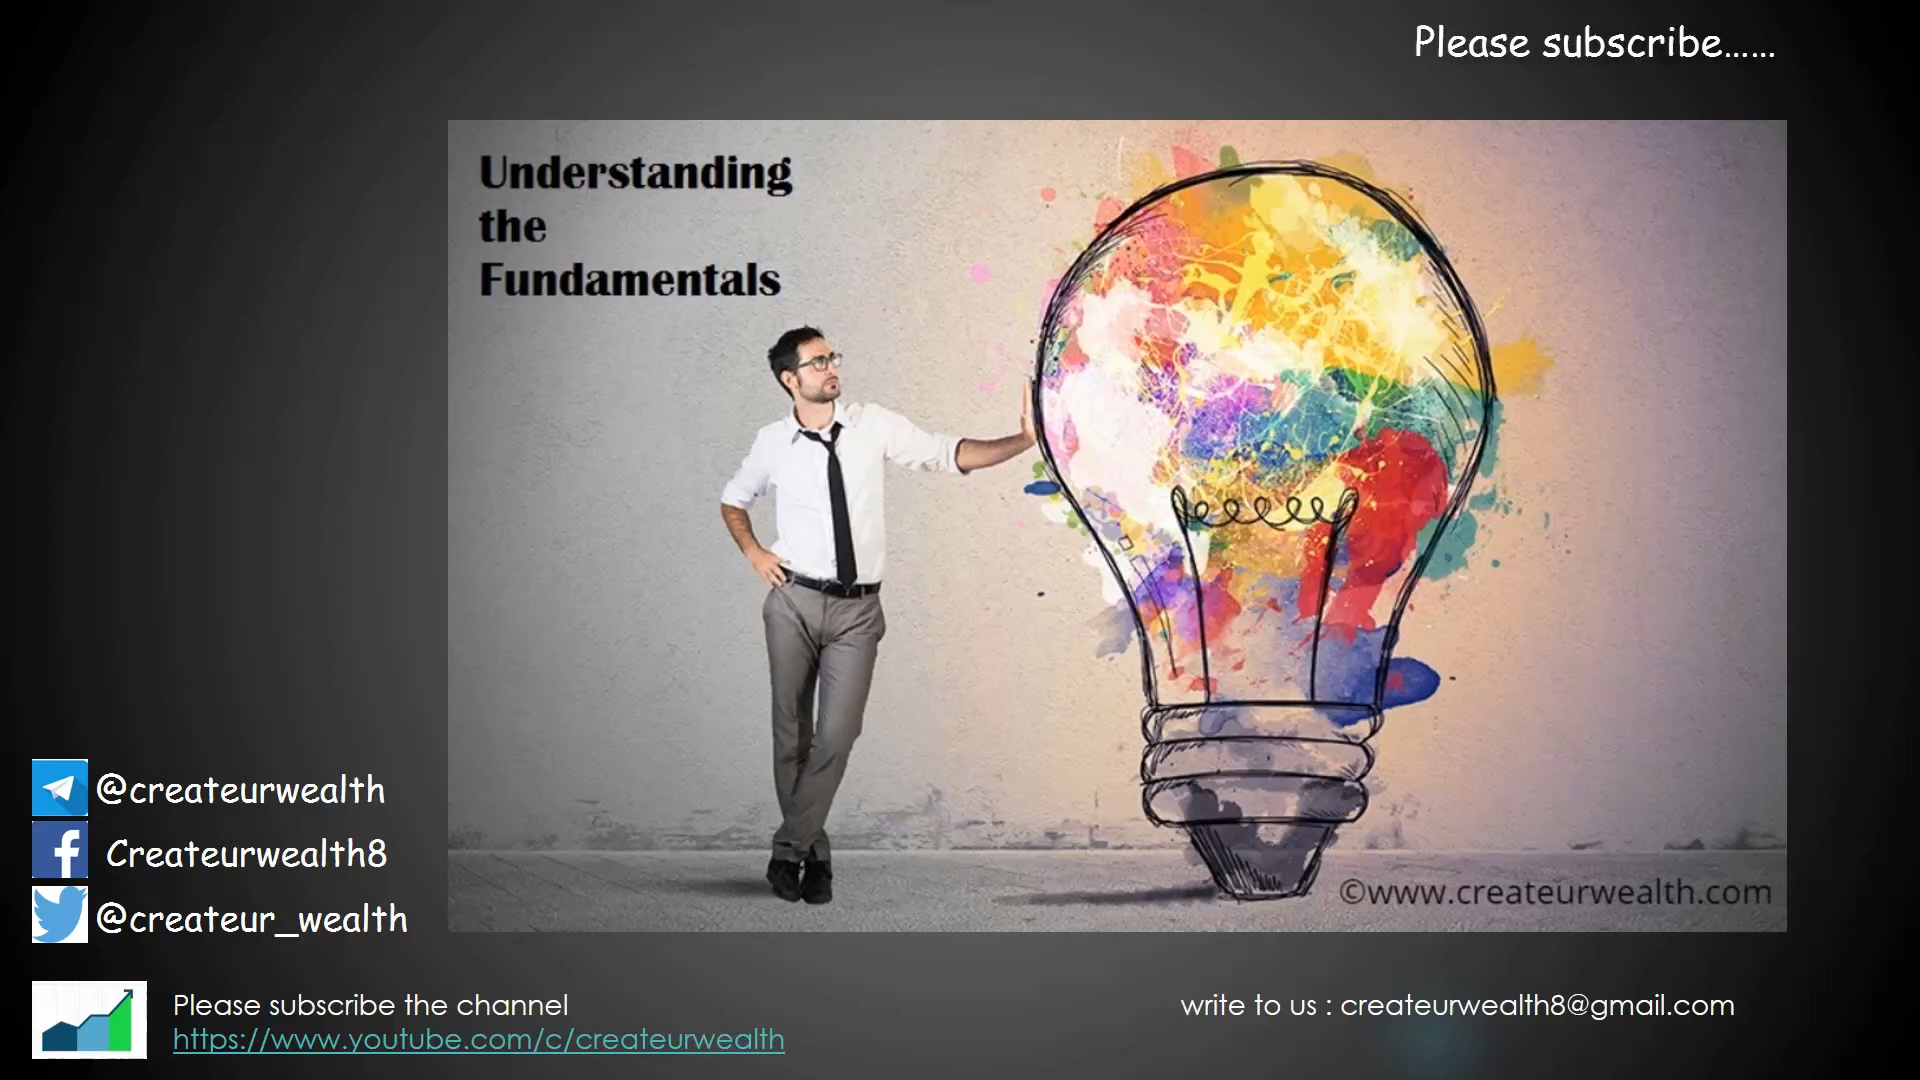 Please subscribe......
Understanding
the
Fundamentals
@createurwealth
Createurwealth8
@createur_wealth
©www.createurwealth.com
Please subscribe the channel
https://www.youtube.com/c/createurwealth
write to us : createurwealth8@gmail.com